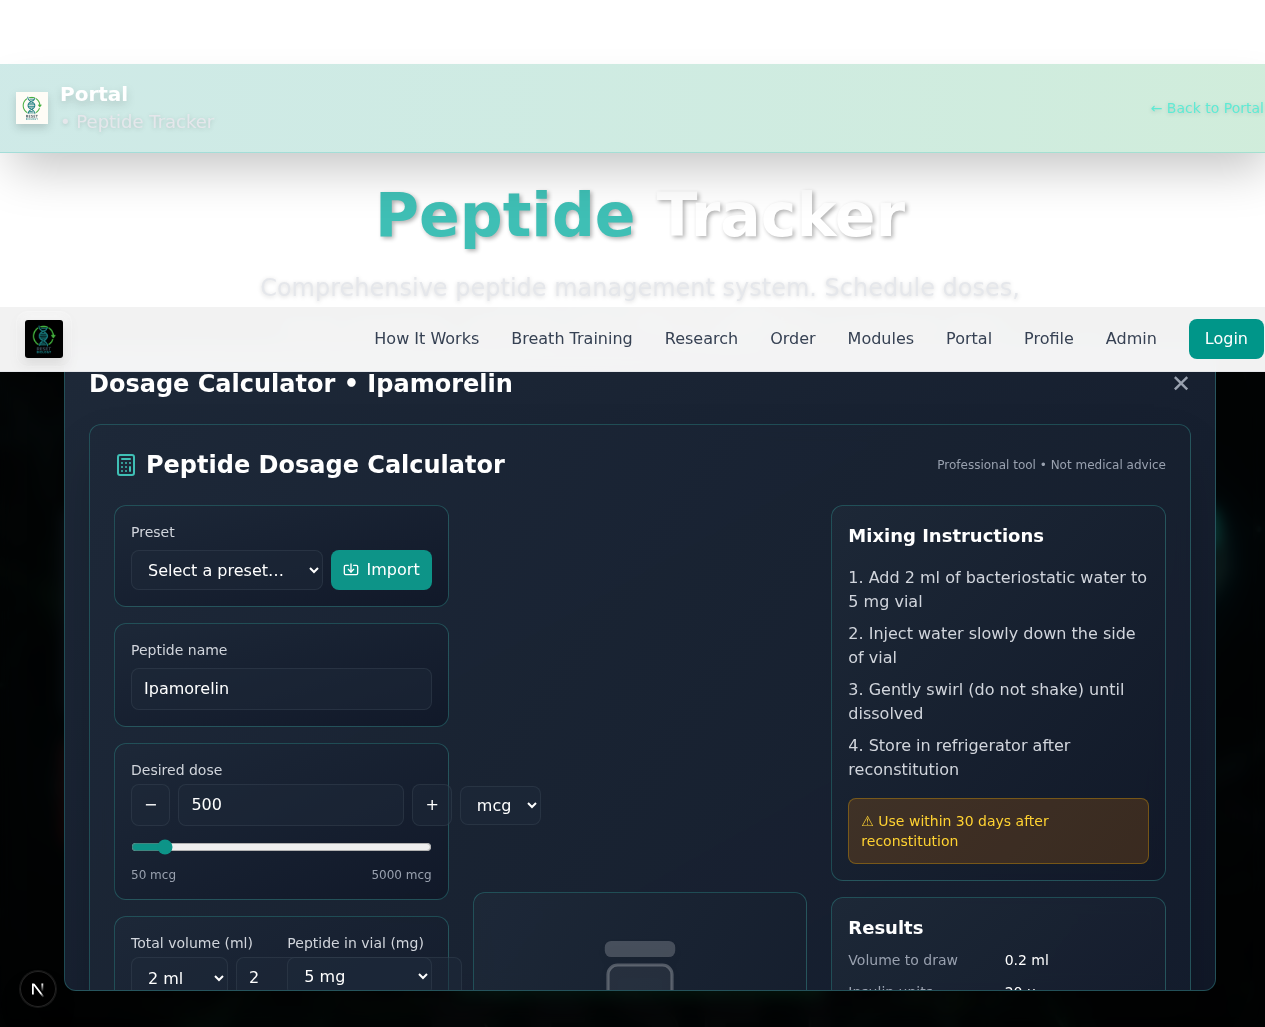 Portal
• Peptide Tracker
← Back to Portal
Peptide Tracker
Comprehensive peptide management system. Schedule doses,
How It Works
Breath Training
Research
Order
Modules
Portal
Profile
Admin
Login
Dosage Calculator • Ipamorelin
✕
Peptide Dosage Calculator
Professional tool • Not medical advice
Preset
Select a preset...
Import
Peptide name
Ipamorelin
Desired dose
−
500
+
mcg
50 mcg
5000 mcg
Total volume (ml)
Peptide in vial (mg)
2 ml
2
5 mg
Mixing Instructions
1. Add 2 ml of bacteriostatic water to
5 mg vial
2. Inject water slowly down the side
of vial
3. Gently swirl (do not shake) until
dissolved
4. Store in refrigerator after
reconstitution
⚠ Use within 30 days after
reconstitution
Results
Volume to draw
0.2 ml
Insulin units
N